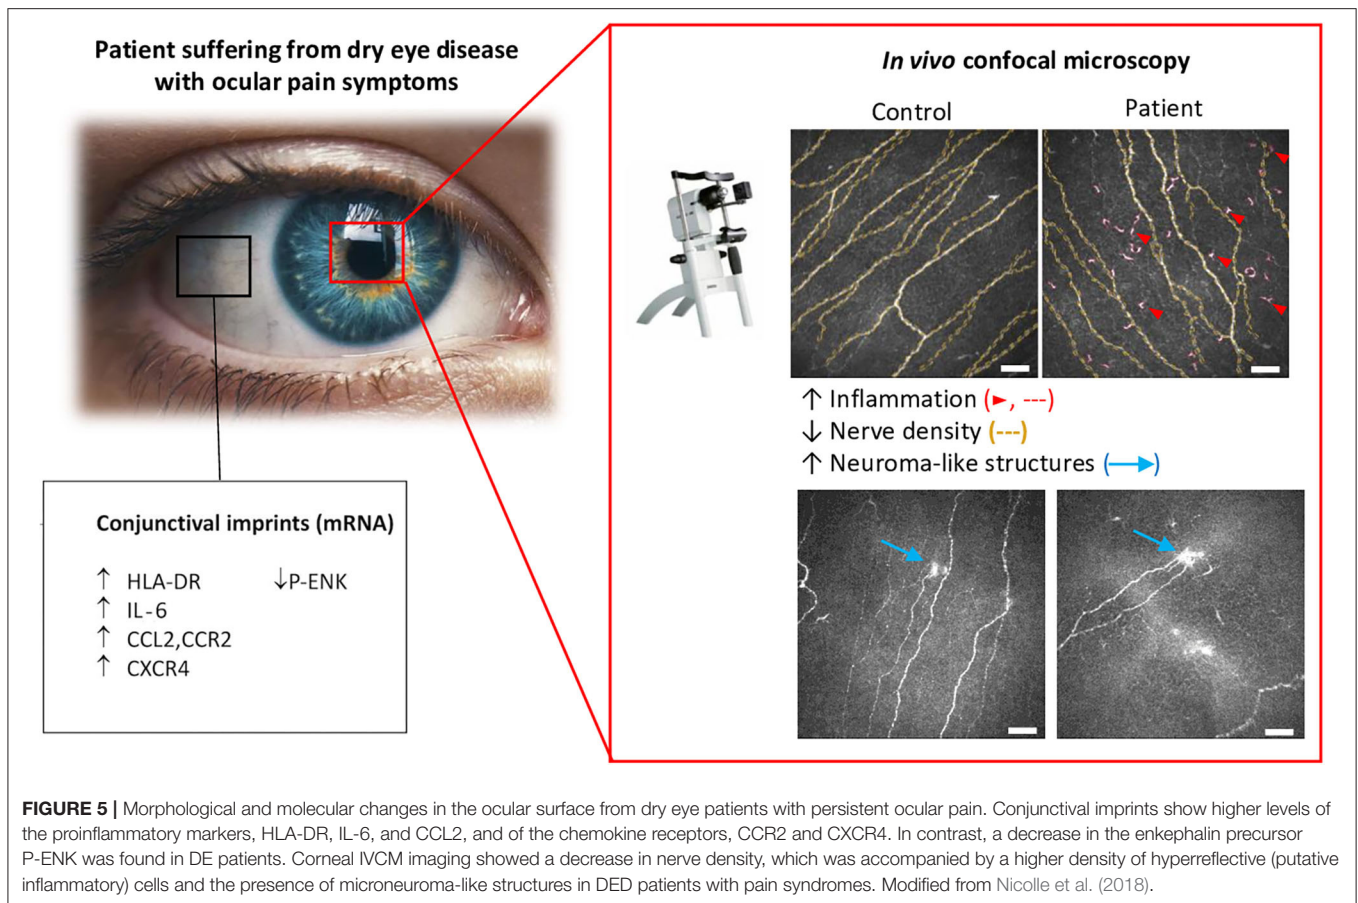 Patient suffering from dry eye disease
with ocular pain symptoms
In vivo confocal microscopy
Control
Patient
↑ Inflammation (►, ---)
↓ Nerve density (---)
↑ Neuroma-like structures (→)
Conjunctival imprints (mRNA)
↑ HLA-DR ↓P-ENK
↑ IL-6
↑ CCL2,CCR2
↑ CXCR4
FIGURE 5 | Morphological and molecular changes in the ocular surface from dry eye patients with persistent ocular pain. Conjunctival imprints show higher levels of
the proinflammatory markers, HLA-DR, IL-6, and CCL2, and of the chemokine receptors, CCR2 and CXCR4. In contrast, a decrease in the enkephalin precursor
P-ENK was found in DE patients. Corneal IVCM imaging showed a decrease in nerve density, which was accompanied by a higher density of hyperreflective (putative
inflammatory) cells and the presence of microneuroma-like structures in DED patients with pain syndromes. Modified from Nicolle et al. (2018).